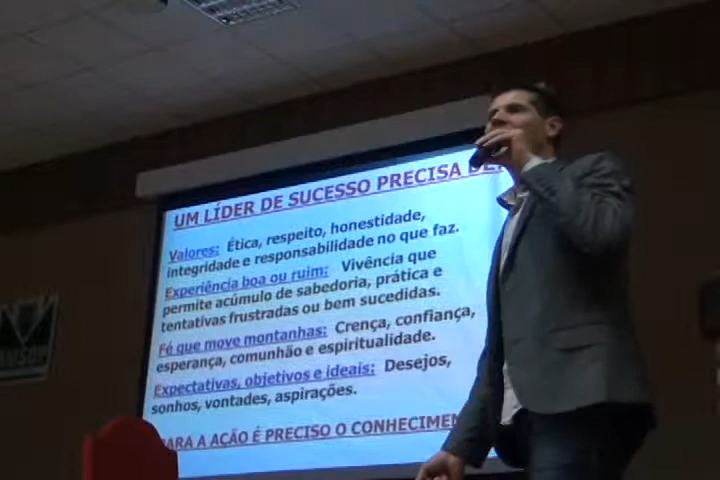 UM LÍDER DE SUCESSO PRECISA
Valores: Ética, respeito, honestidade,
integridade e responsabilidade no que faz.
Experiência boa ou ruim: Vivência que
permite acúmulo de sabedoria, prática e
tentativas frustradas ou bem sucedidas.
Fé que move montanhas: Crença, confiança,
esperança, comunhão e espiritualidade.
Expectativas, objetivos e ideais: Desejos,
sonhos, vontades, aspirações.
PARA A AÇÃO É PRECISO O CONHECIMEN